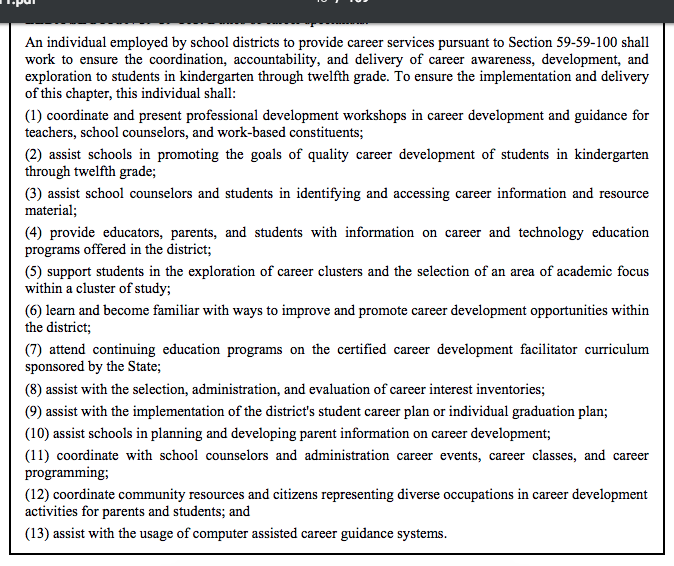 An individual employed by school districts to provide career services pursuant to Section 59-59-100 shall
work to ensure the coordination, accountability, and delivery of career awareness, development, and
exploration to students in kindergarten through twelfth grade. To ensure the implementation and delivery
of this chapter, this individual shall:
(1) coordinate and present professional development workshops in career development and guidance for
teachers, school counselors, and work-based constituents;
(2) assist schools in promoting the goals of quality career development of students in kindergarten
through twelfth grade;
(3) assist school counselors and students in identifying and accessing career information and resource
material;
(4) provide educators, parents, and students with information on career and technology education
programs offered in the district;
(5) support students in the exploration of career clusters and the selection of an area of academic focus
within a cluster of study;
(6) learn and become familiar with ways to improve and promote career development opportunities within
the district;
(7) attend continuing education programs on the certified career development facilitator curriculum
sponsored by the State;
(8) assist with the selection, administration, and evaluation of career interest inventories;
(9) assist with the implementation of the district's student career plan or individual graduation plan;
(10) assist schools in planning and developing parent information on career development;
(11) coordinate with school counselors and administration career events, career classes, and career
programming;
(12) coordinate community resources and citizens representing diverse occupations in career development
activities for parents and students; and
(13) assist with the usage of computer assisted career guidance systems.